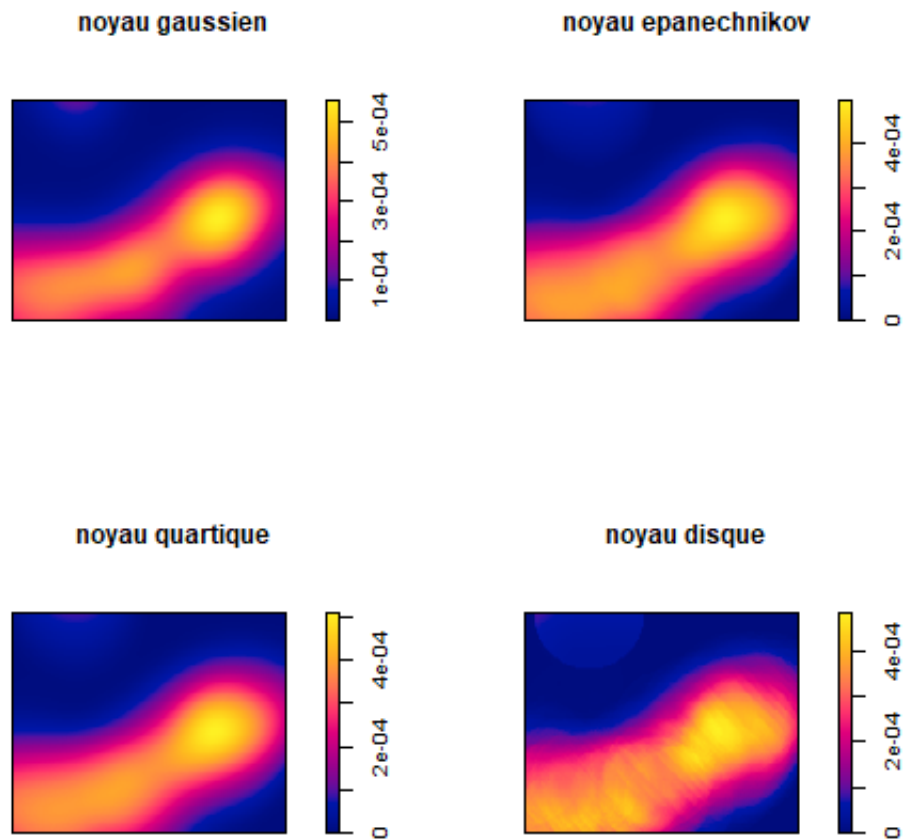 noyau gaussien
1e-04 3e-04 5e-04
noyau epanechnikov
0 2e-04 4e-04
noyau quartique
0 2e-04 4e-04
noyau disque
0 2e-04 4e-04